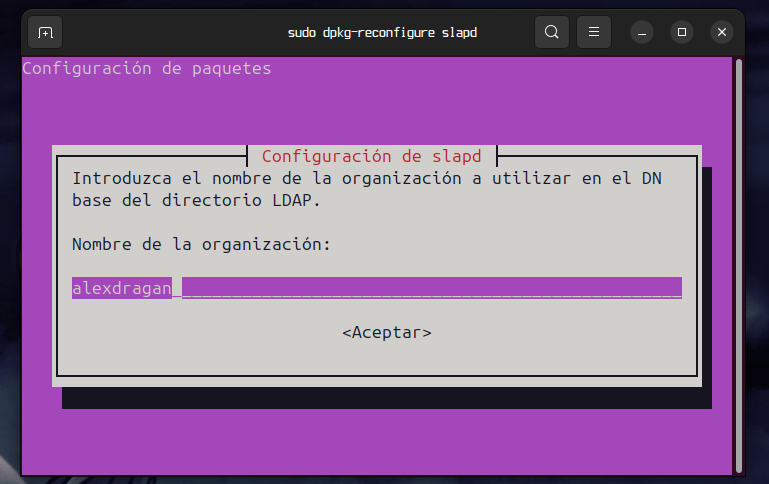 sudo dpkg-reconfigure slapd
Configuración de paquetes
Configuración de slapd
Introduzca el nombre de la organización a utilizar en el DN
base del directorio LDAP.
Nombre de la organización:
alexdragan
<Aceptar>